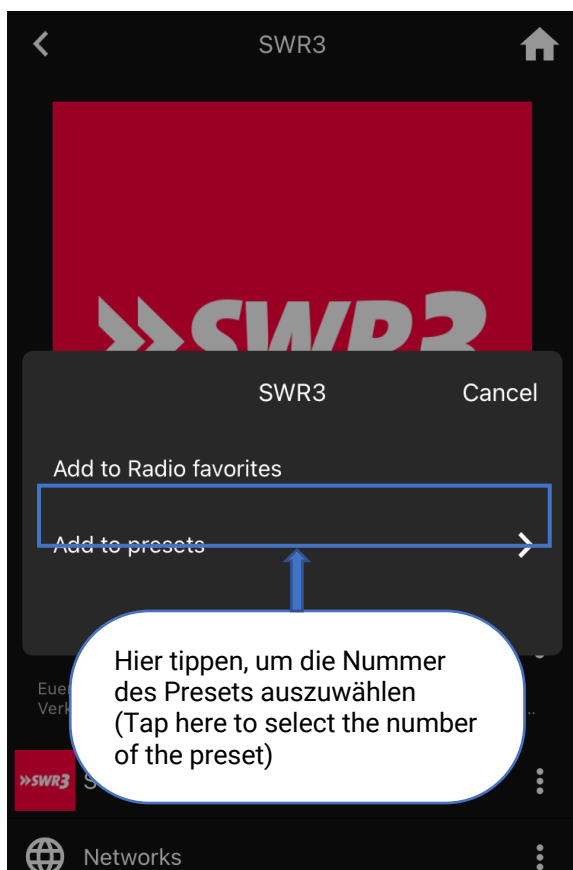 SWR3
»SWR3
SWR3
Cancel
Add to Radio favorites
Add to presets
Hier tippen, um die Nummer
des Presets auszuwählen
(Tap here to select the number
of the preset)
»SWR3
Networks